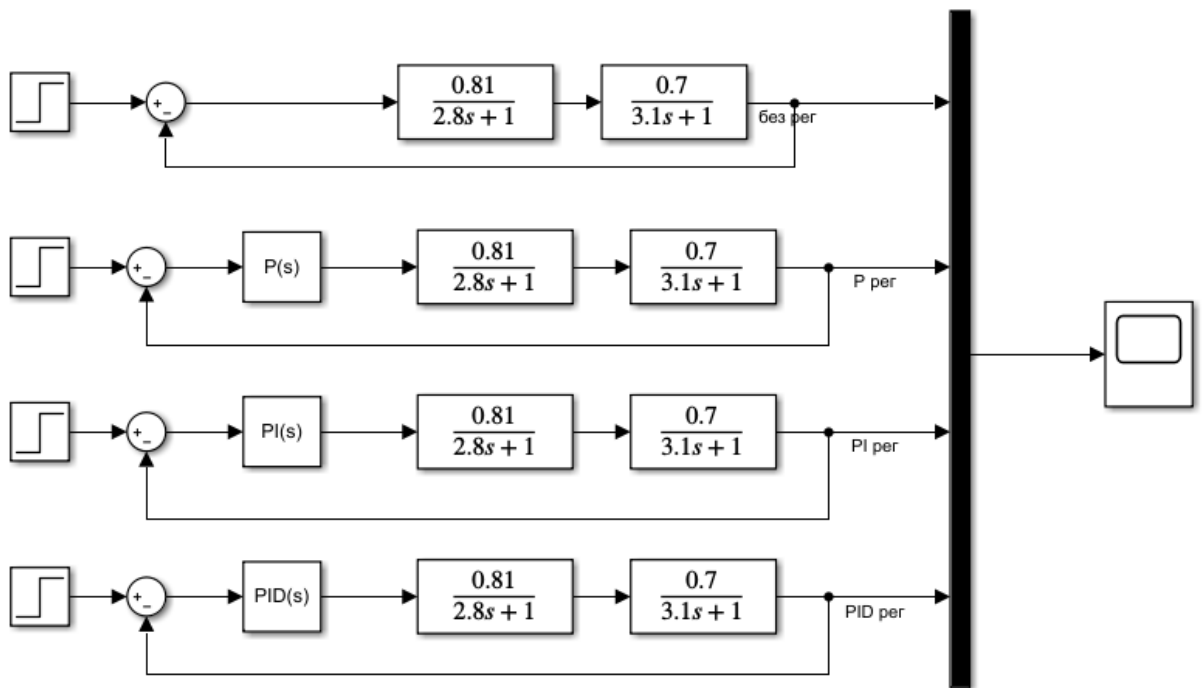 +
−
0.81
2.8s + 1
0.7
3.1s + 1
без рег
+
−
P(s)
0.81
2.8s + 1
0.7
3.1s + 1
P рег
+
−
PI(s)
0.81
2.8s + 1
0.7
3.1s + 1
PI рег
+
−
PID(s)
0.81
2.8s + 1
0.7
3.1s + 1
PID рег